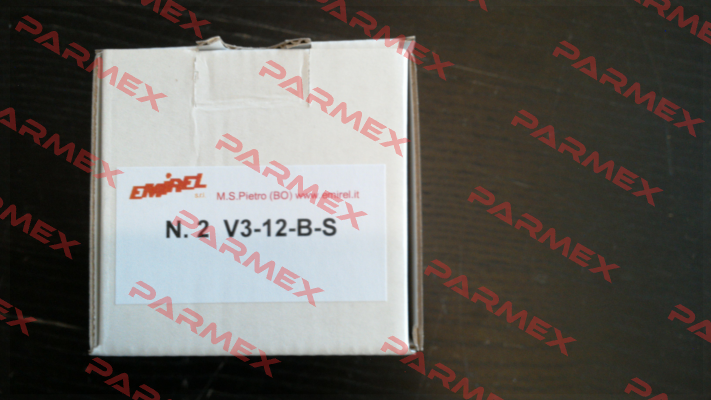 EMIREL s.r.l. M.S.Pietro (BO) www.emirel.it
N. 2 V3-12-B-S
PARMEX